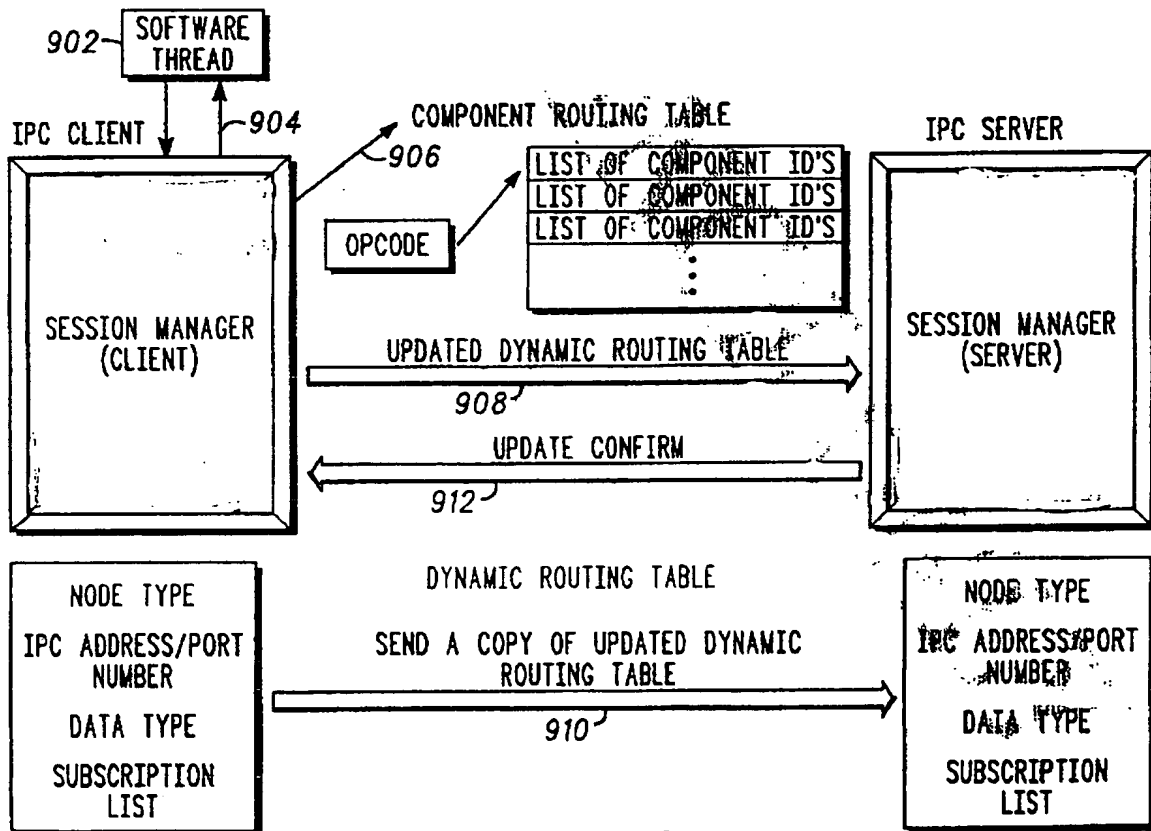 902
SOFTWARE
THREAD
904
IPC CLIENT
906
COMPONENT ROUTING TABLE
IPC SERVER
LIST OF COMPONENT ID'S
LIST OF COMPONENT ID'S
LIST OF COMPONENT ID'S
OPCODE
SESSION MANAGER
(CLIENT)
SESSION MANAGER
(SERVER)
UPDATED DYNAMIC ROUTING TABLE
908
UPDATE CONFIRM
912
NODE TYPE
IPC ADDRESS/PORT
NUMBER
DATA TYPE
SUBSCRIPTION
LIST
DYNAMIC ROUTING TABLE
SEND A COPY OF UPDATED DYNAMIC
ROUTING TABLE
910
NODE TYPE
IPC ADDRESS/PORT
NUMBER
DATA TYPE
SUBSCRIPTION
LIST